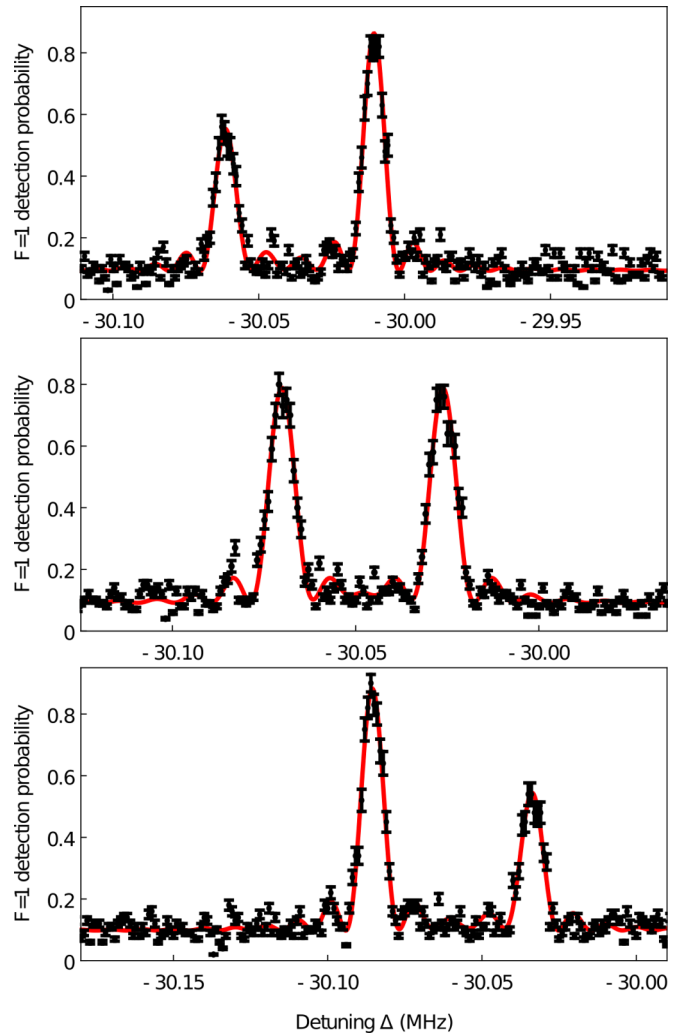 0.8
0.6
0.4
0.2
0
F=1 detection probability
- 30.10 - 30.05 - 30.00 - 29.95
0.8
0.6
0.4
0.2
0
F=1 detection probability
- 30.10 - 30.05 - 30.00
0.8
0.6
0.4
0.2
0
F=1 detection probability
- 30.15 - 30.10 - 30.05 - 30.00
Detuning Δ (MHz)